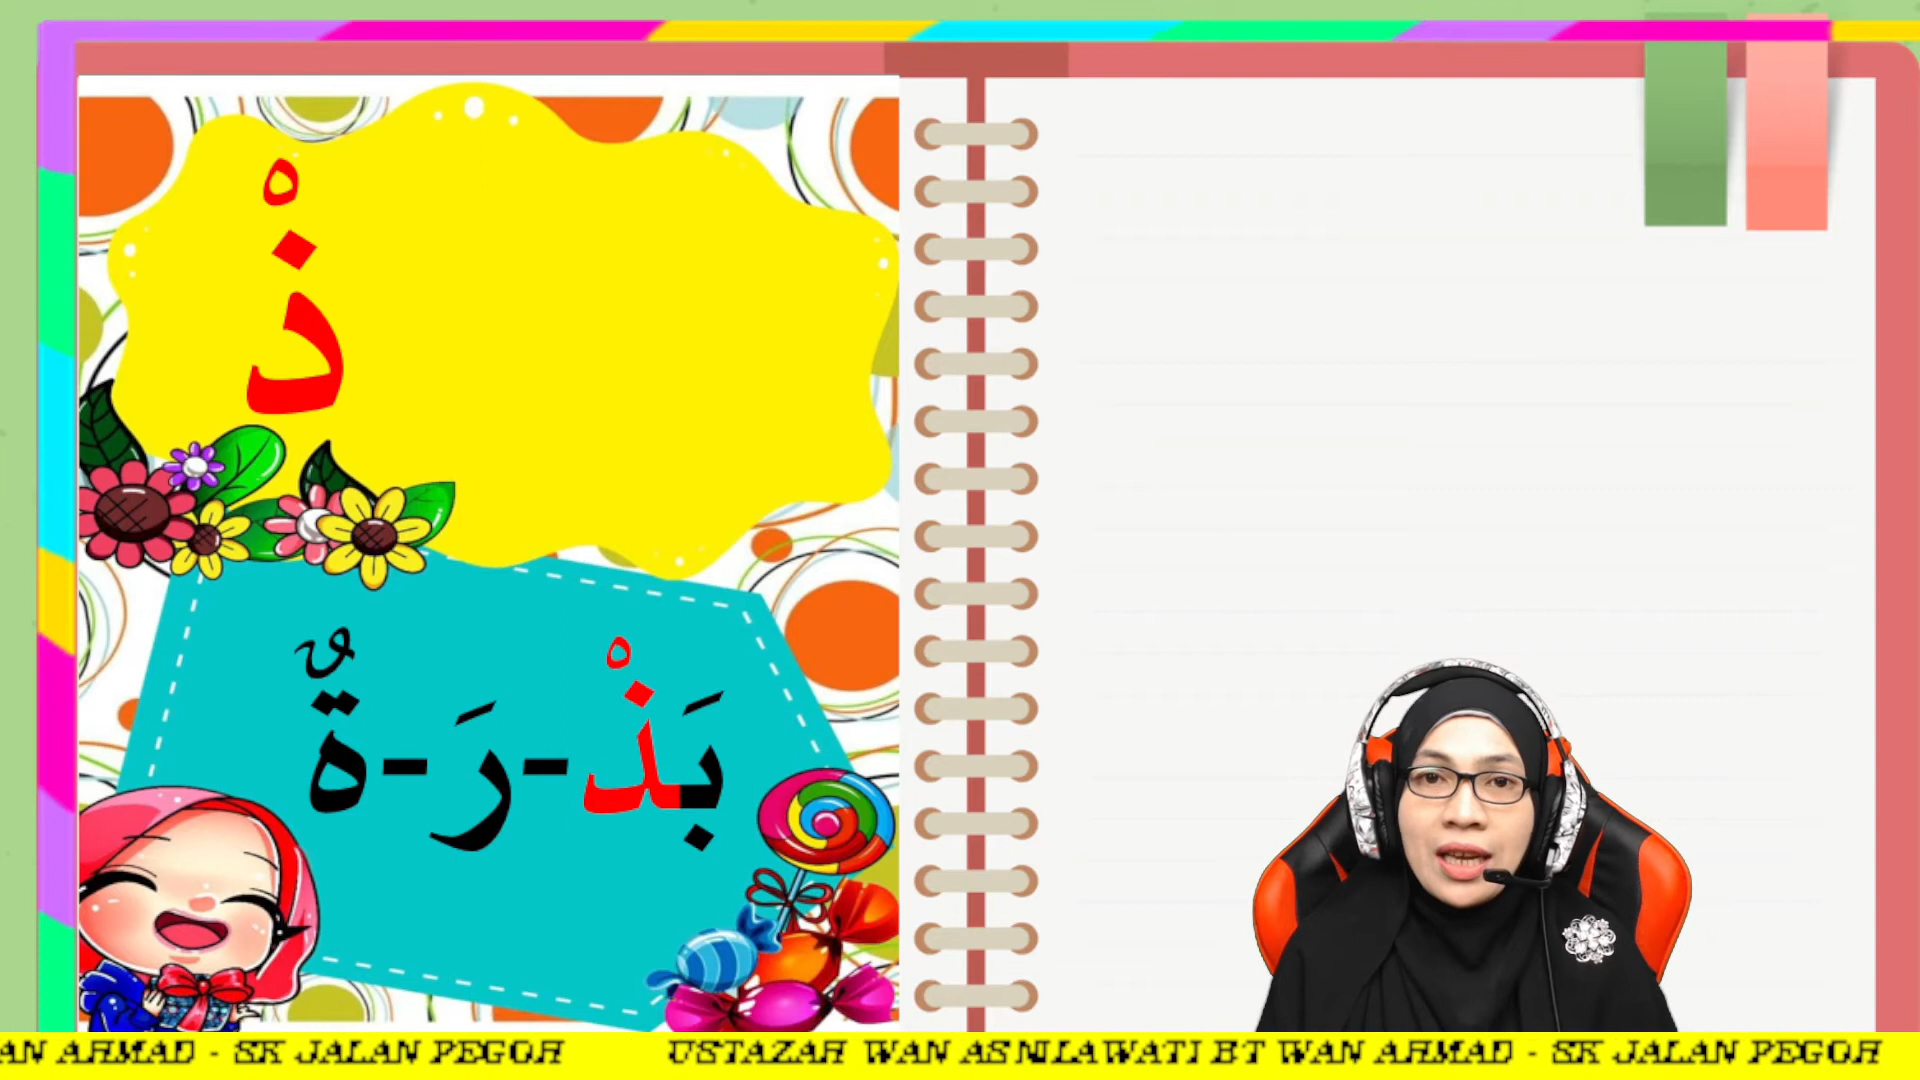 ذْ
بَذْ-رَ-ةٌ
AN AHMAD - SK JALAN PEGOH USTAZAH WAN ASNILAWATI BT WAN AHMAD - SK JALAN PEGOH